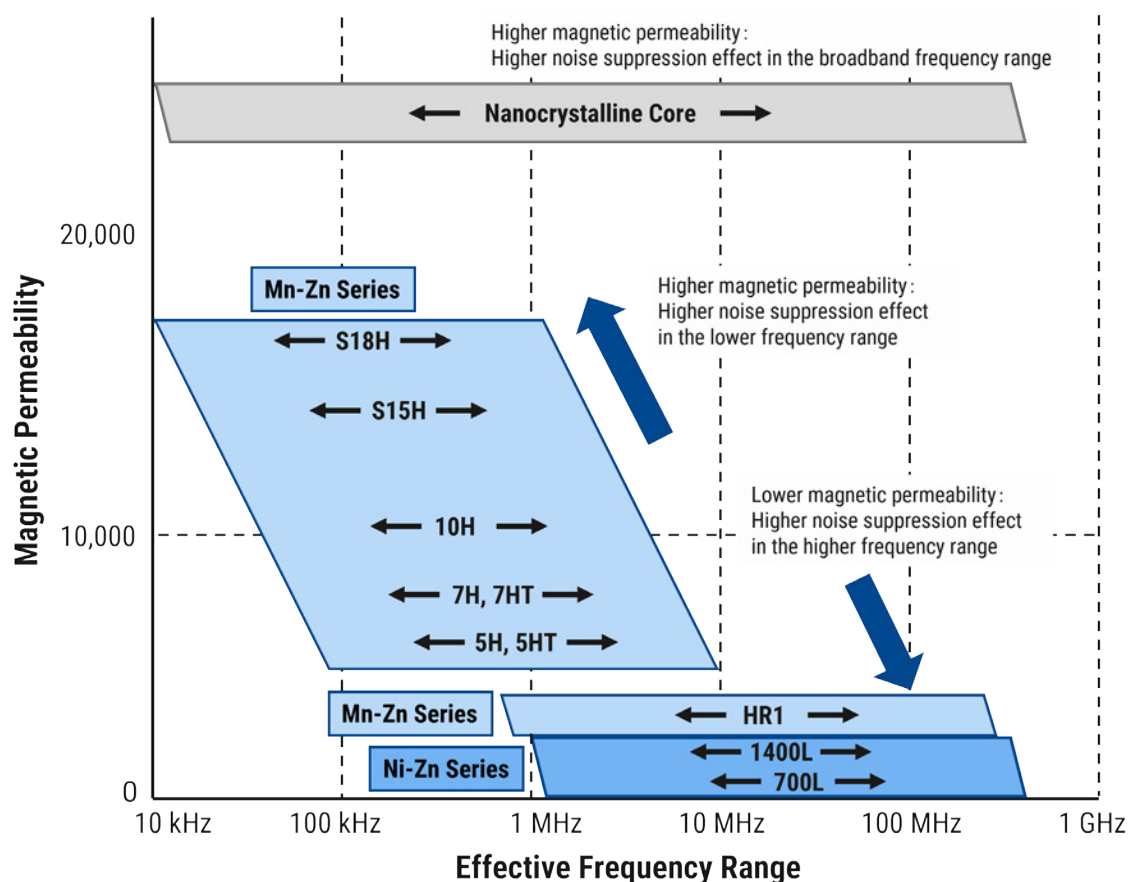 Higher magnetic permeability:
Higher noise suppression effect in the broadband frequency range
Nanocrystalline Core
20,000
Mn-Zn Series
Higher magnetic permeability:
Higher noise suppression effect
in the lower frequency range
S18H
S15H
Magnetic Permeability
Lower magnetic permeability:
Higher noise suppression effect
in the higher frequency range
10,000
10H
7H, 7HT
5H, 5HT
Mn-Zn Series
HR1
Ni-Zn Series
1400L
700L
0
10 kHz
100 kHz
1 MHz
10 MHz
100 MHz
1 GHz
Effective Frequency Range